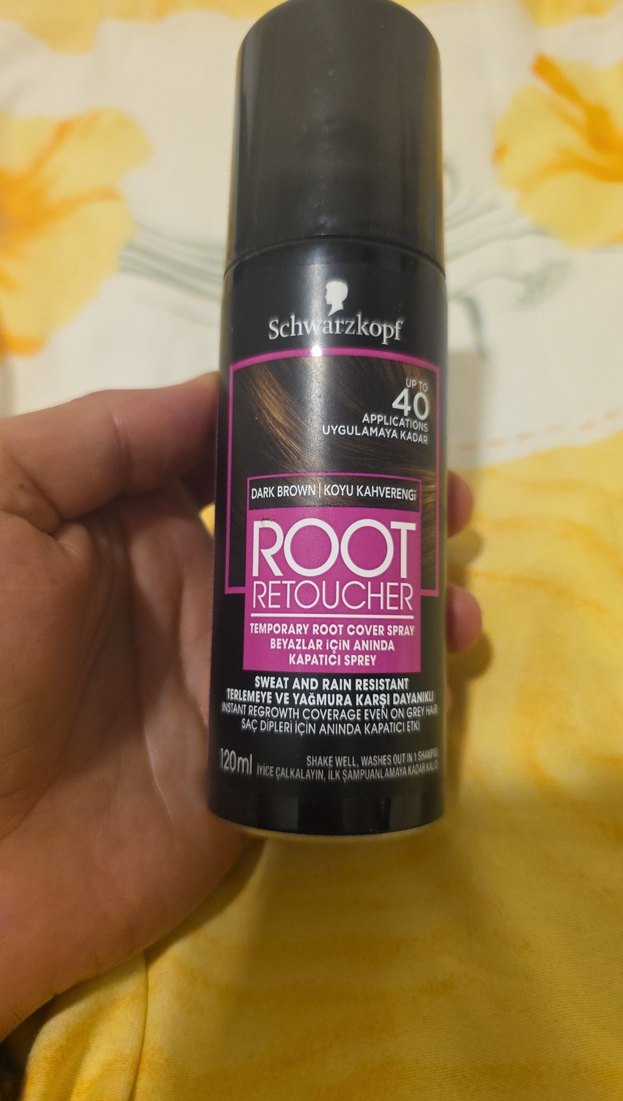 Schwarzkopf
UP TO
40
APPLICATIONS
UYGULAMAYA KADAR
DARK BROWN | KOYU KAHVERENGİ
ROOT
RETOUCHER
TEMPORARY ROOT COVER SPRAY
BEYAZLAR İÇİN ANINDA
KAPATICI SPREY
SWEAT AND RAIN RESISTANT
TERLEMEYE VE YAĞMURA KARŞI DAYANIKLI
INSTANT REGROWTH COVERAGE EVEN ON GREY HAIR
SAÇ DİPLERİ İÇİN ANINDA KAPATICI ETKİ
120ml
SHAKE WELL, WASHES OUT IN 1 SHAMPOO
İYİCE ÇALKALAYIN, İLK ŞAMPUANLAMAYA KADAR